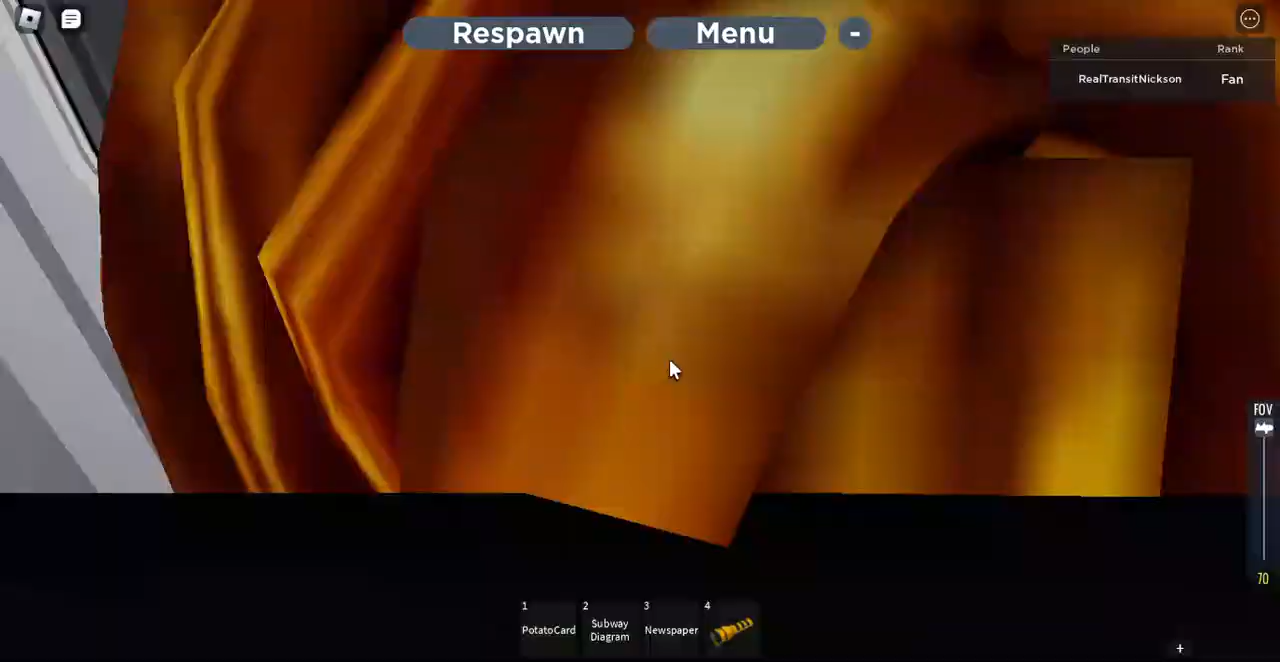 Respawn Menu -
People Rank
RealTransitNickson Fan
FOV
70
1 2 3 4
PotatoCard Subway Diagram Newspaper
+